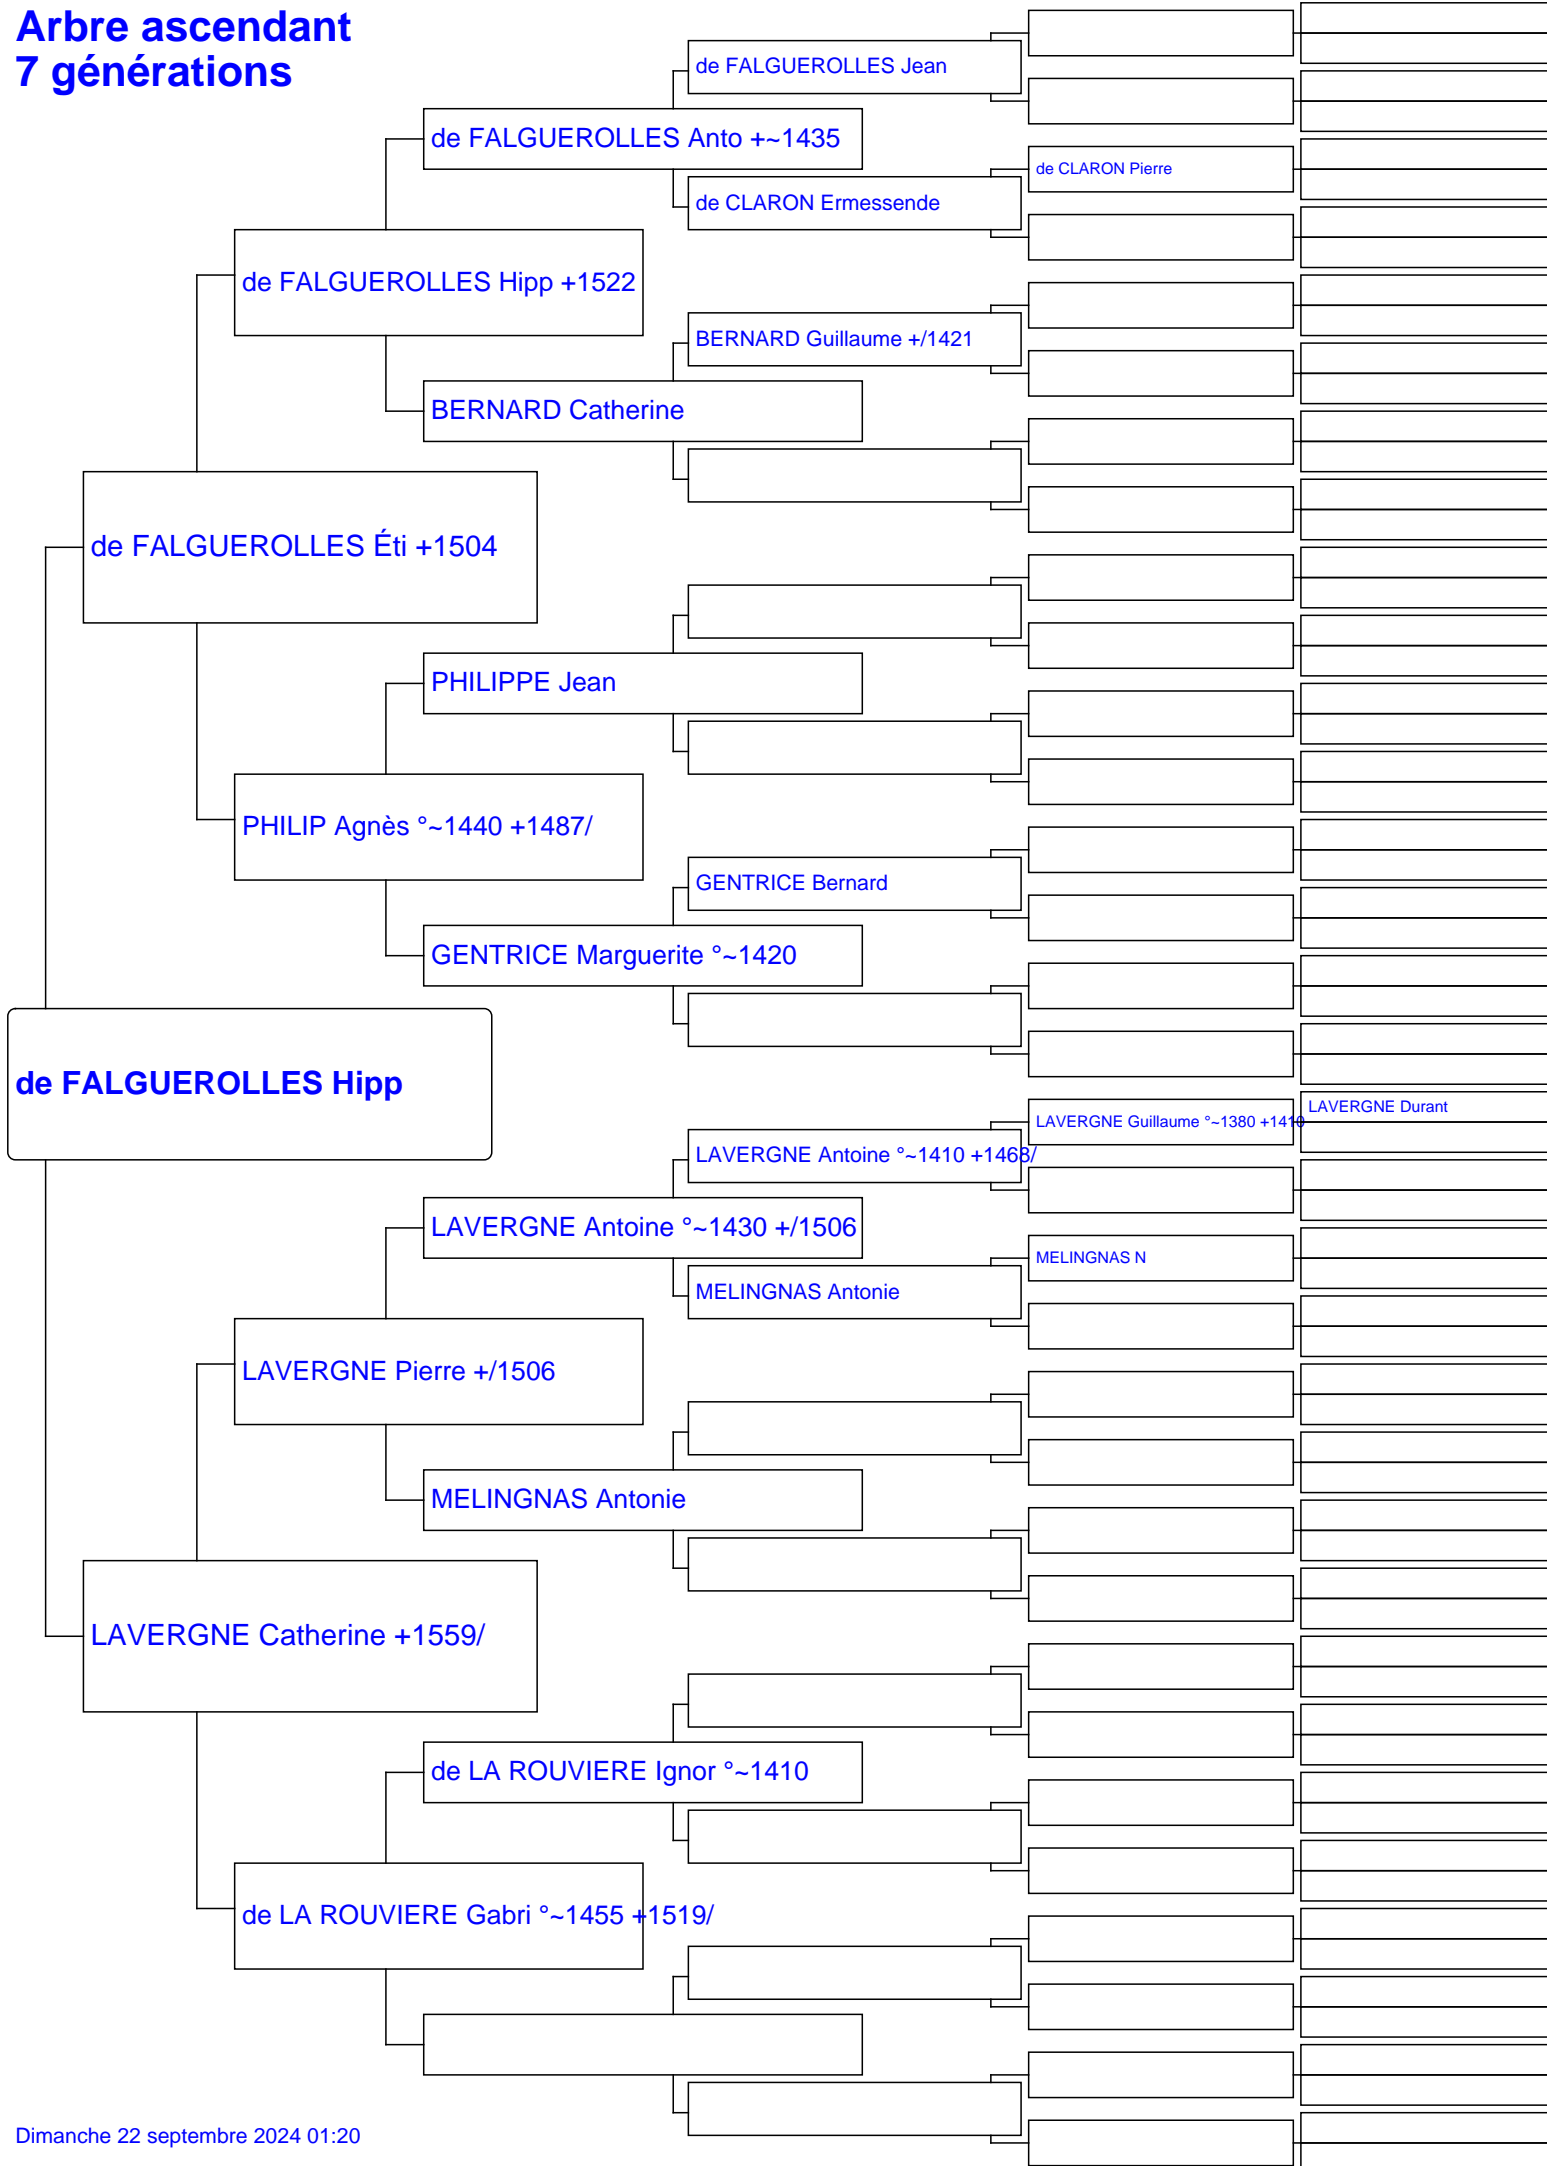 Arbre ascendant
7 générations
de FALGUEROLLES Jean
de FALGUEROLLES Anto +~1435
de CLARON Pierre
de CLARON Ermessende
de FALGUEROLLES Hipp +1522
BERNARD Guillaume +/1421
BERNARD Catherine
de FALGUEROLLES Éti +1504
PHILIPPE Jean
PHILIP Agnès °~1440 +1487/
GENTRICE Bernard
GENTRICE Marguerite °~1420
de FALGUEROLLES Hipp
LAVERGNE Durant
LAVERGNE Guillaume °~1380 +1410
LAVERGNE Antoine °~1410 +1468/
LAVERGNE Antoine °~1430 +/1506
MELINGNAS N
MELINGNAS Antonie
LAVERGNE Pierre +/1506
MELINGNAS Antonie
LAVERGNE Catherine +1559/
de LA ROUVIERE Ignor °~1410
de LA ROUVIERE Gabri °~1455 +1519/
Dimanche 22 septembre 2024 01:20